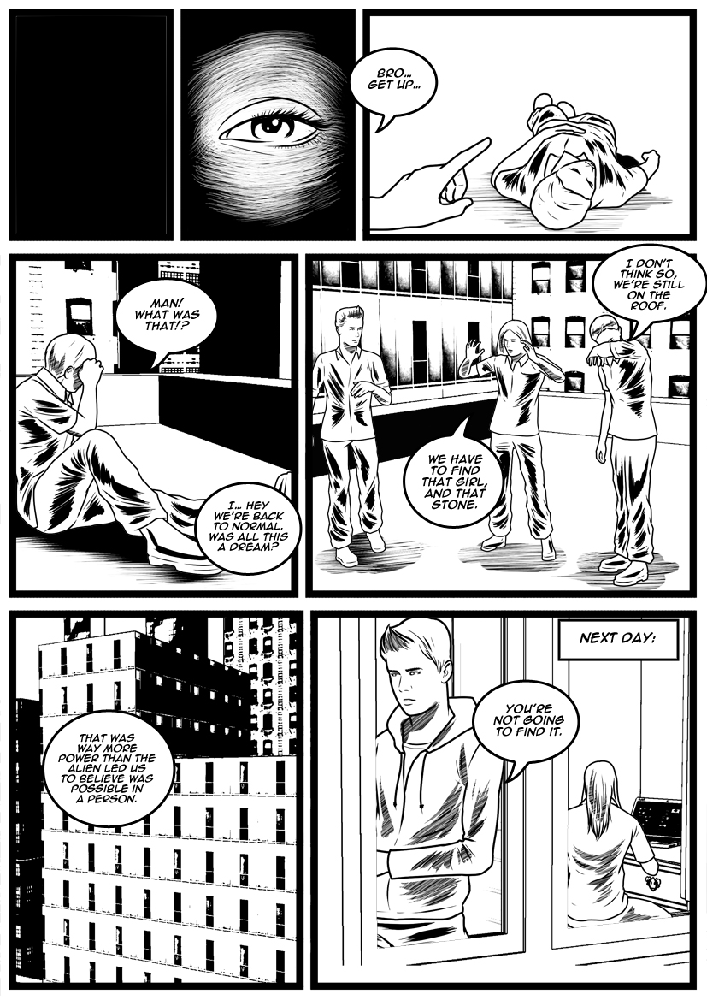 BRO...
GET UP...
MAN!
WHAT WAS
THAT!?
I... HEY
WE'RE BACK
TO NORMAL.
WAS ALL THIS
A DREAM?
I DON'T
THINK SO,
WE'RE STILL
ON THE
ROOF.
WE HAVE
TO FIND
THAT GIRL,
AND THAT
STONE.
THAT WAS
WAY MORE
POWER THAN THE
ALIEN LED US
TO BELIEVE WAS
POSSIBLE IN
A PERSON.
NEXT DAY:
YOU'RE
NOT GOING
TO FIND IT.